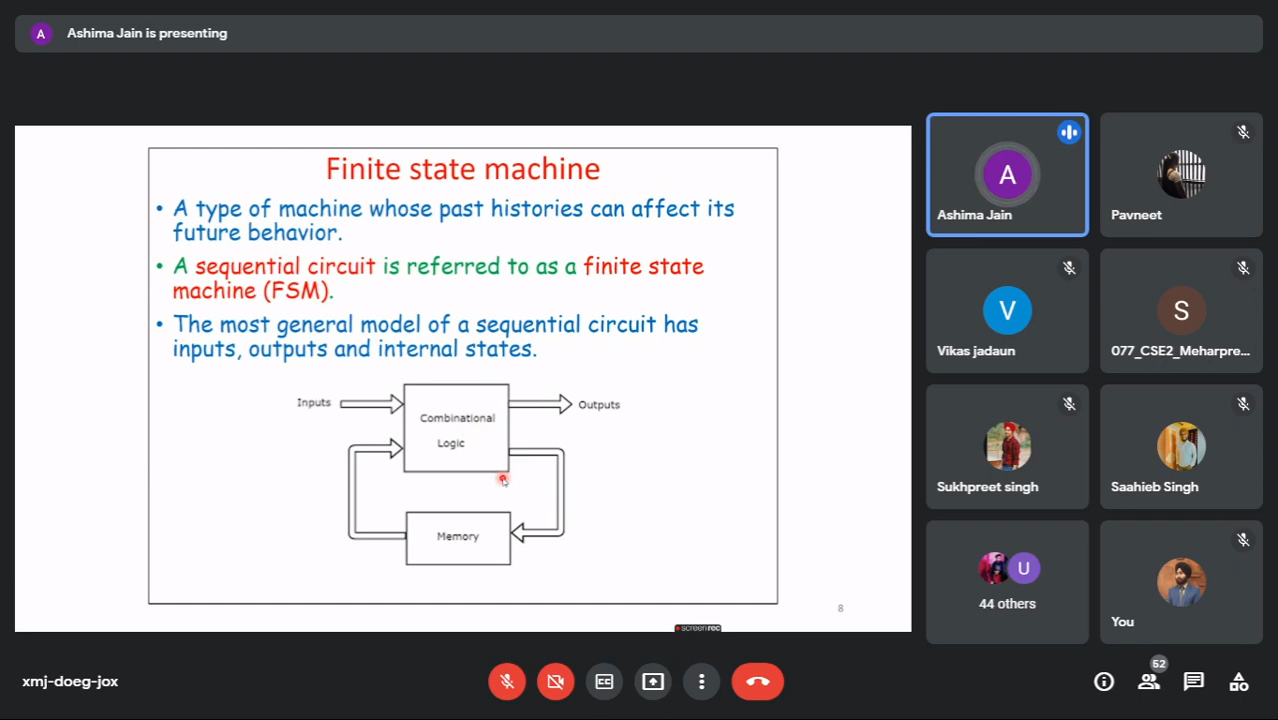 A
Ashima Jain is presenting
Finite state machine
• A type of machine whose past histories can affect its
future behavior.
• A sequential circuit is referred to as a finite state
machine (FSM).
• The most general model of a sequential circuit has
inputs, outputs and internal states.
Inputs
Combinational
Logic
Outputs
Memory
8
screenrec
A
Ashima Jain
Pavneet
V
Vikas jadaun
S
077_CSE2_Meharpre...
Sukhpreet singh
Saahieb Singh
U
44 others
You
xmj-doeg-jox
CC
52